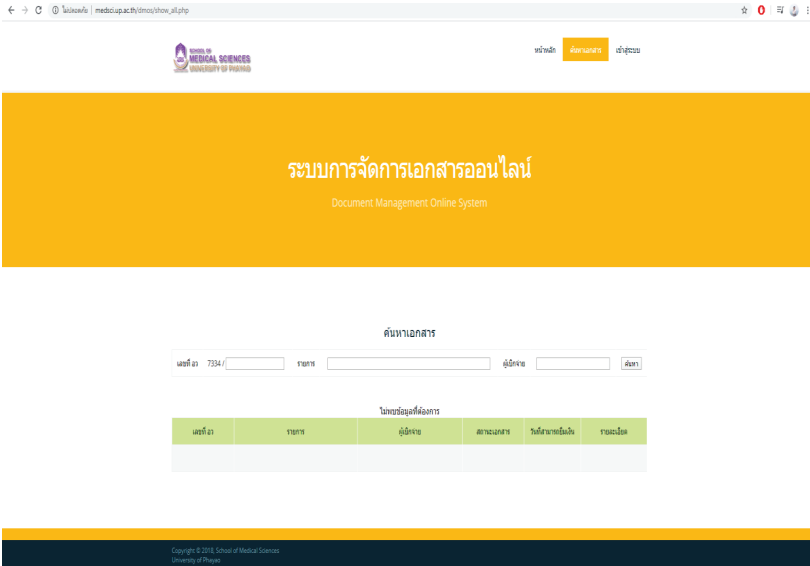 ไม่ปลอดภัย | medsci.up.ac.th/dmos/show_all.php
SCHOOL OF
MEDICAL SCIENCES
UNIVERSITY OF PHAYAO
หน้าหลัก ค้นหาเอกสาร เข้าสู่ระบบ
ระบบการจัดการเอกสารออนไลน์
Document Management Online System
ค้นหาเอกสาร
เลขที่ อว 7334 / รายการ ผู้เบิกจ่าย ค้นหา
ไม่พบข้อมูลที่ต้องการ
เลขที่ อว รายการ ผู้เบิกจ่าย สถานะเอกสาร วันที่สามารถยืมเงิน รายละเอียด
Copyright © 2018, School of Medical Sciences
University of Phayao